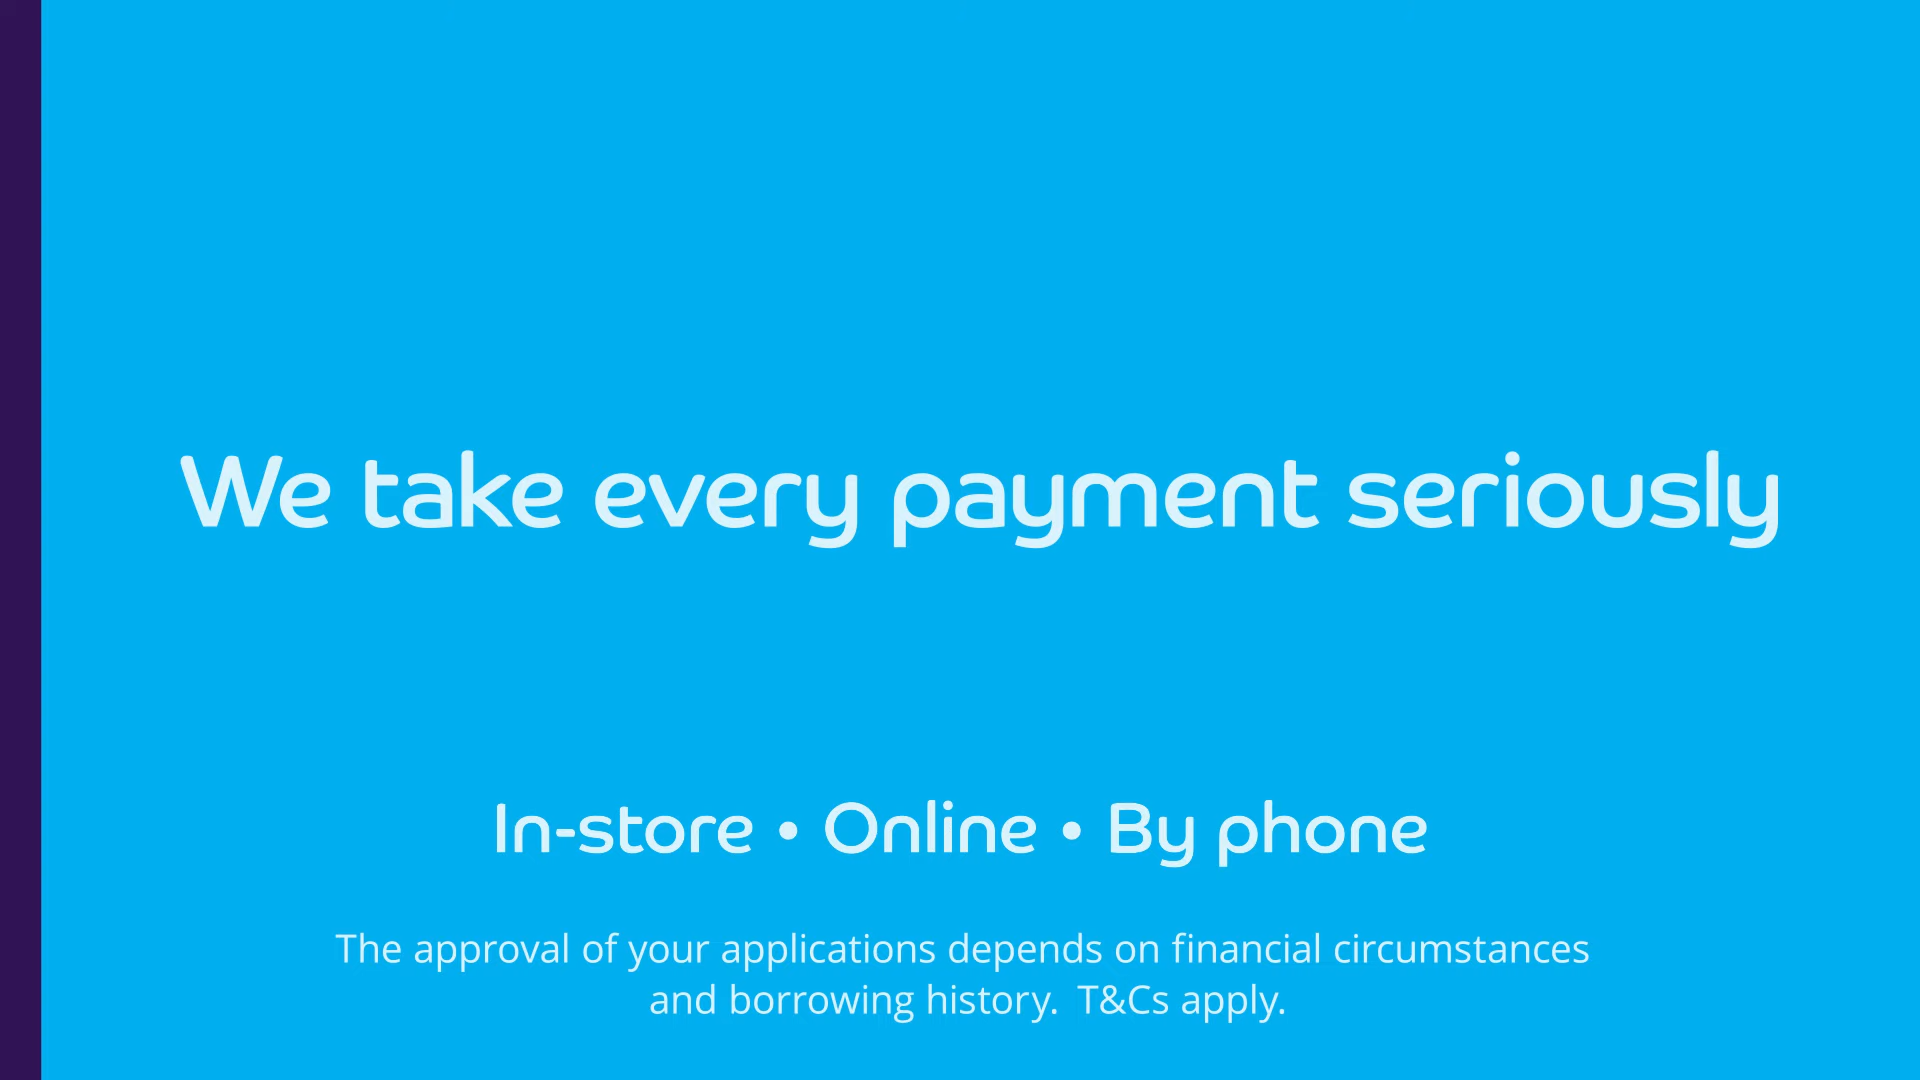 We take every payment seriously
In-store • Online • By phone
The approval of your applications depends on financial circumstances
and borrowing history. T&Cs apply.